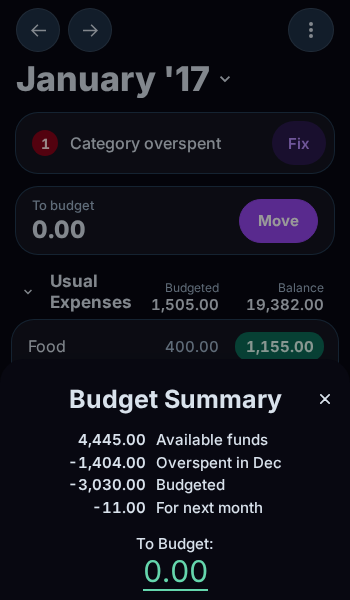 January '17
1 Category overspent Fix
To budget
0.00
Move
Usual
Expenses
Budgeted
1,505.00
Balance
19,382.00
Food 400.00 1,155.00
Budget Summary
4,445.00 Available funds
-1,404.00 Overspent in Dec
-3,030.00 Budgeted
-11.00 For next month
To Budget:
0.00